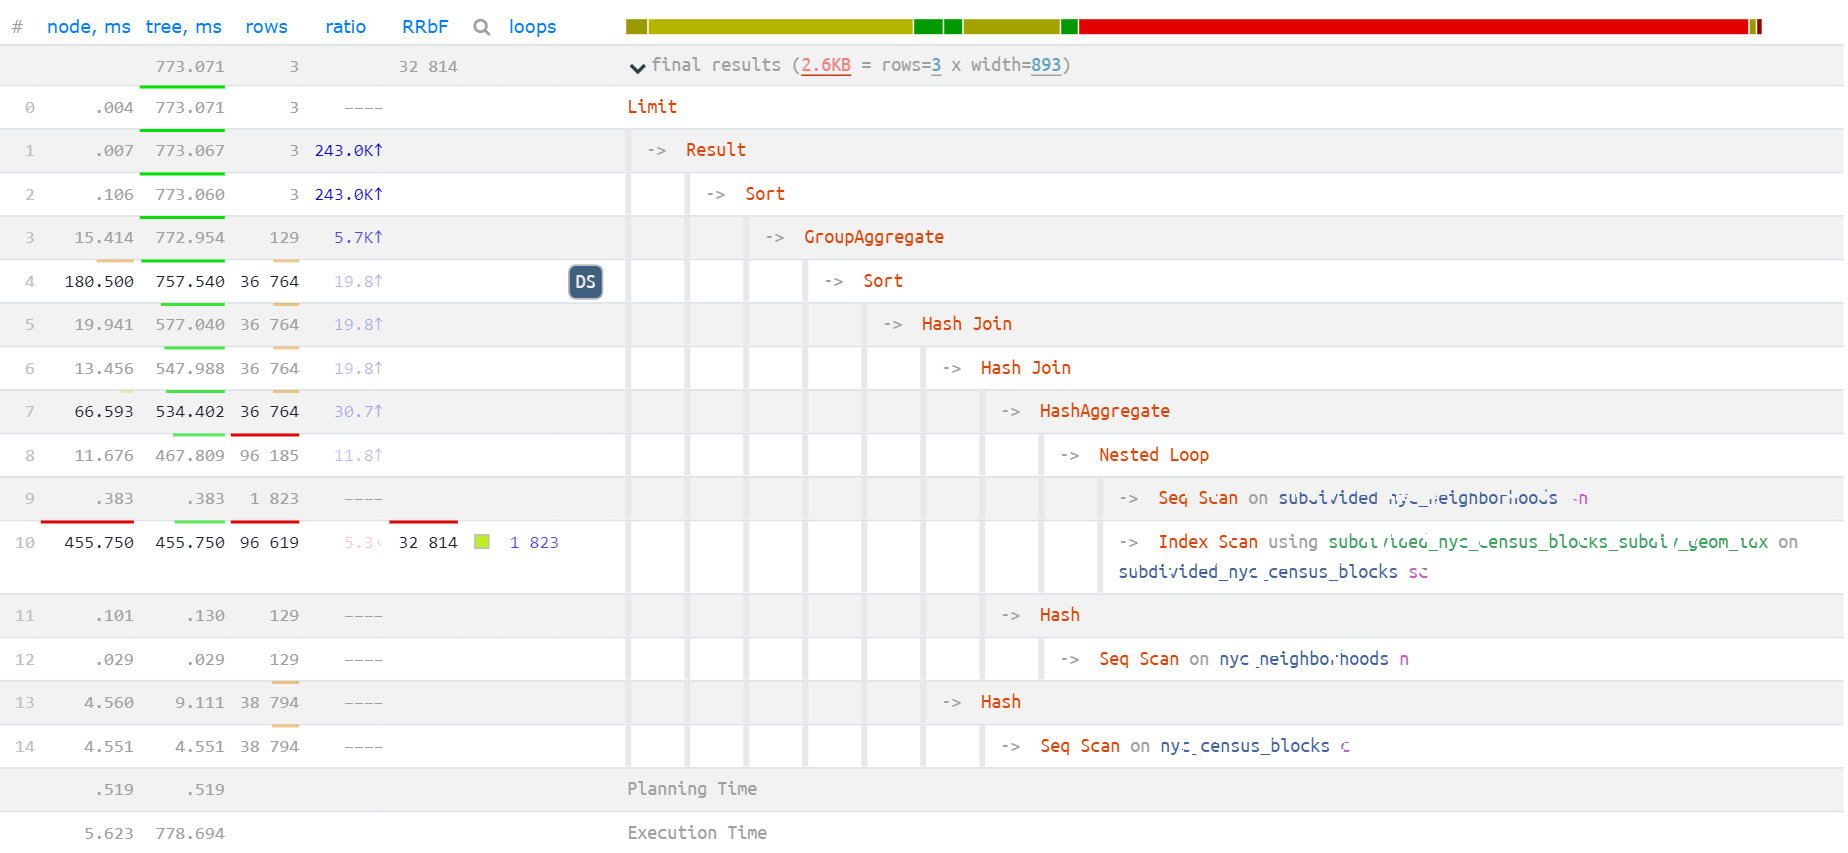 # node, ms tree, ms rows ratio RRbF loops
773.071 3 32 814 final results (2.6KB = rows=3 x width=893)
0 .004 773.071 3 ---- Limit
1 .007 773.067 3 243.0K↑ -> Result
2 .106 773.060 3 243.0K↑ -> Sort
3 15.414 772.954 129 5.7K↑ -> GroupAggregate
4 180.500 757.540 36 764 19.8↑ DS -> Sort
5 19.941 577.040 36 764 19.8↑ -> Hash Join
6 13.456 547.988 36 764 19.8↑ -> Hash Join
7 66.593 534.402 36 764 30.7↑ -> HashAggregate
8 11.676 467.809 96 185 11.8↑ -> Nested Loop
9 .383 .383 1 823 ---- -> Seq Scan on subdivided_nyc_neighborhoods sn
10 455.750 455.750 96 619 32 814 1 823 -> Index Scan using subdivided_nyc_census_blocks_subdiv_geom_idx on
subdivided_nyc_census_blocks sc
11 .101 .130 129 ---- -> Hash
12 .029 .029 129 ---- -> Seq Scan on nyc_neighborhoods n
13 4.560 9.111 38 794 ---- -> Hash
14 4.551 4.551 38 794 ---- -> Seq Scan on nyc_census_blocks c
.519 .519 Planning Time
5.623 778.694 Execution Time